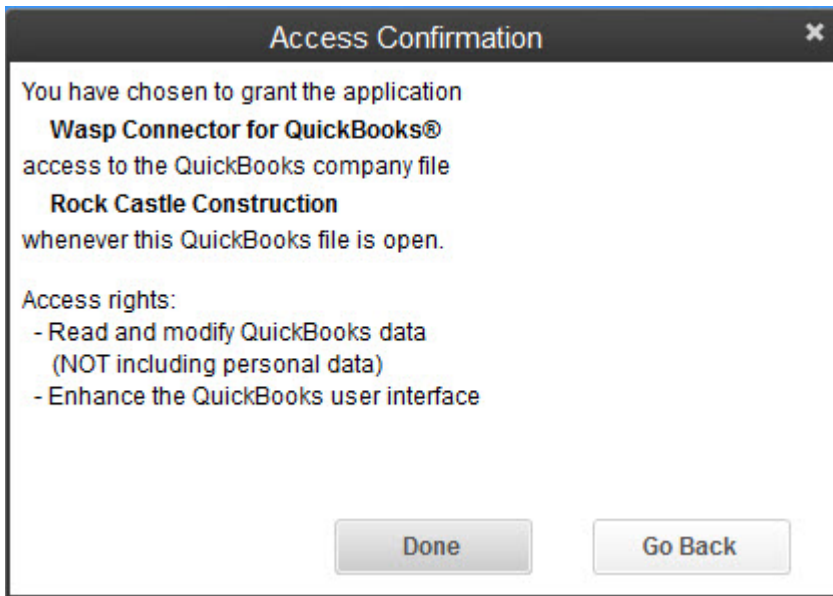 Access Confirmation
You have chosen to grant the application
Wasp Connector for QuickBooks®
access to the QuickBooks company file
Rock Castle Construction
whenever this QuickBooks file is open.
Access rights:
- Read and modify QuickBooks data
(NOT including personal data)
- Enhance the QuickBooks user interface
Done
Go Back